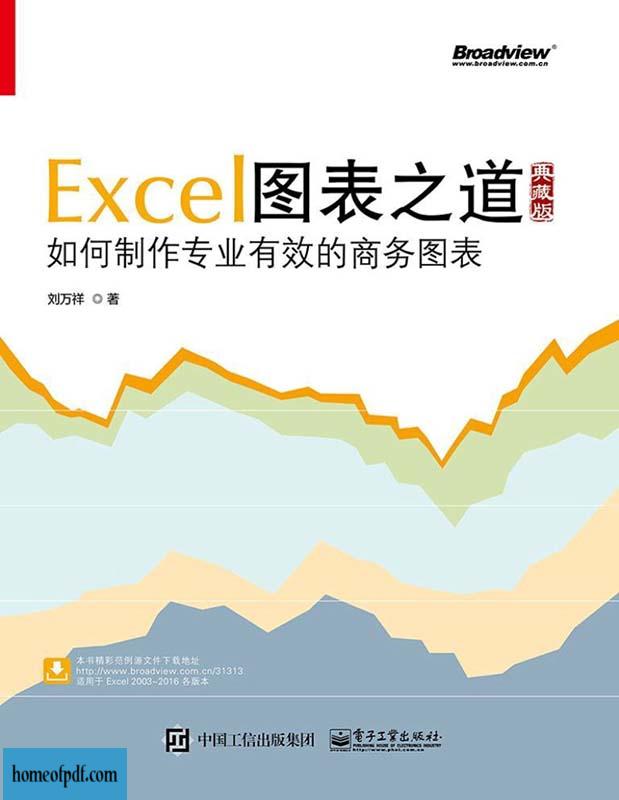 Broadview®
www.broadview.com.cn
Excel图表之道
典藏版
如何制作专业有效的商务图表
刘万祥 ◎ 著
本书精彩范例源文件下载地址
http://www.broadview.com.cn/31313
适用于 Excel 2003~2016 各版本
中国工信出版集团
电子工业出版社
PUBLISHING HOUSE OF ELECTRONICS INDUSTRY
homeofpdf.com